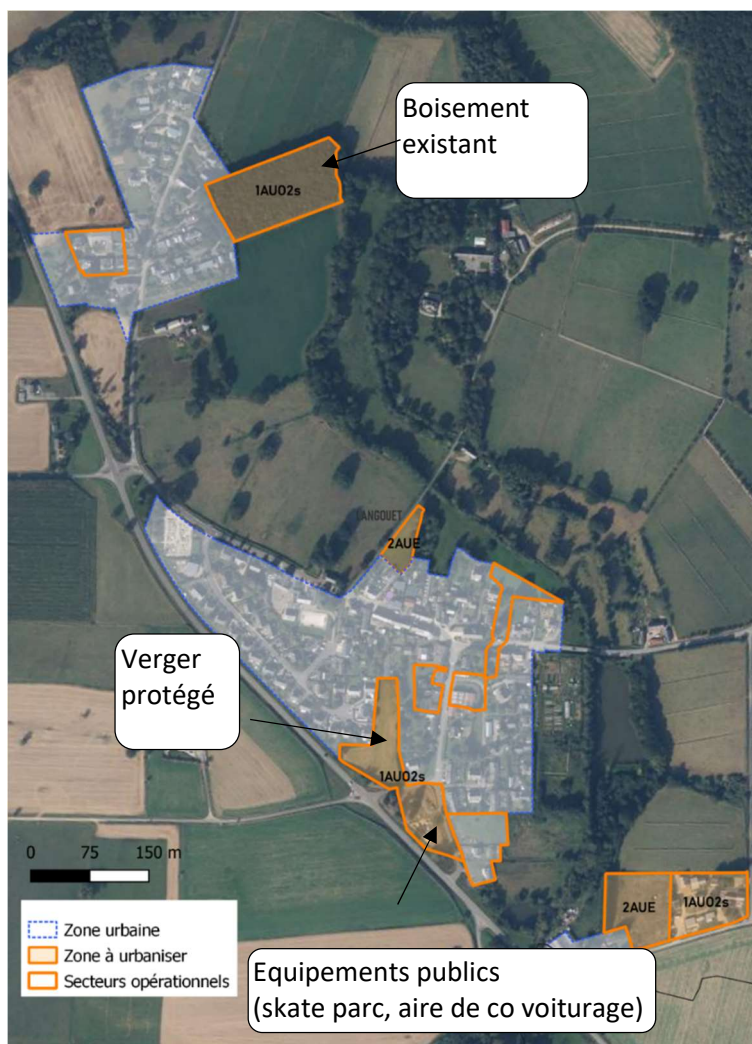 Boisement
existant
1AUO2s
LANGOUET
2AUE
Verger
protégé
1AUO2s
0 75 150 m
2AUE
1AUO2s
Zone urbaine
Zone à urbaniser
Secteurs opérationnels
Equipements publics
(skate parc, aire de co voiturage)